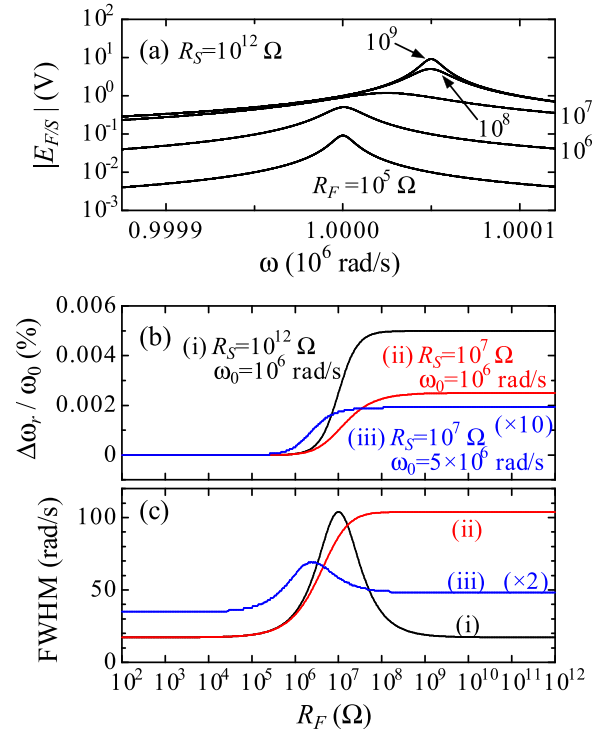 (a) R_S=10^12 Ω
10^2
10^1
10^0
10^-1
10^-2
10^-3
|E_F/S| (V)
10^9
10^8
10^7
10^6
R_F =10^5 Ω
0.9999
1.0000
1.0001
ω (10^6 rad/s)
0.006
0.004
0.002
0
Δω_r / ω_0 (%)
(b)
(i) R_S=10^12 Ω
ω_0=10^6 rad/s
(ii) R_S=10^7 Ω
ω_0=10^6 rad/s
(×10)
(iii) R_S=10^7 Ω
ω_0=5×10^6 rad/s
(c)
100
50
0
FWHM (rad/s)
(ii)
(iii) (×2)
(i)
10^2 10^3 10^4 10^5 10^6 10^7 10^8 10^9 10^10 10^11 10^12
R_F (Ω)